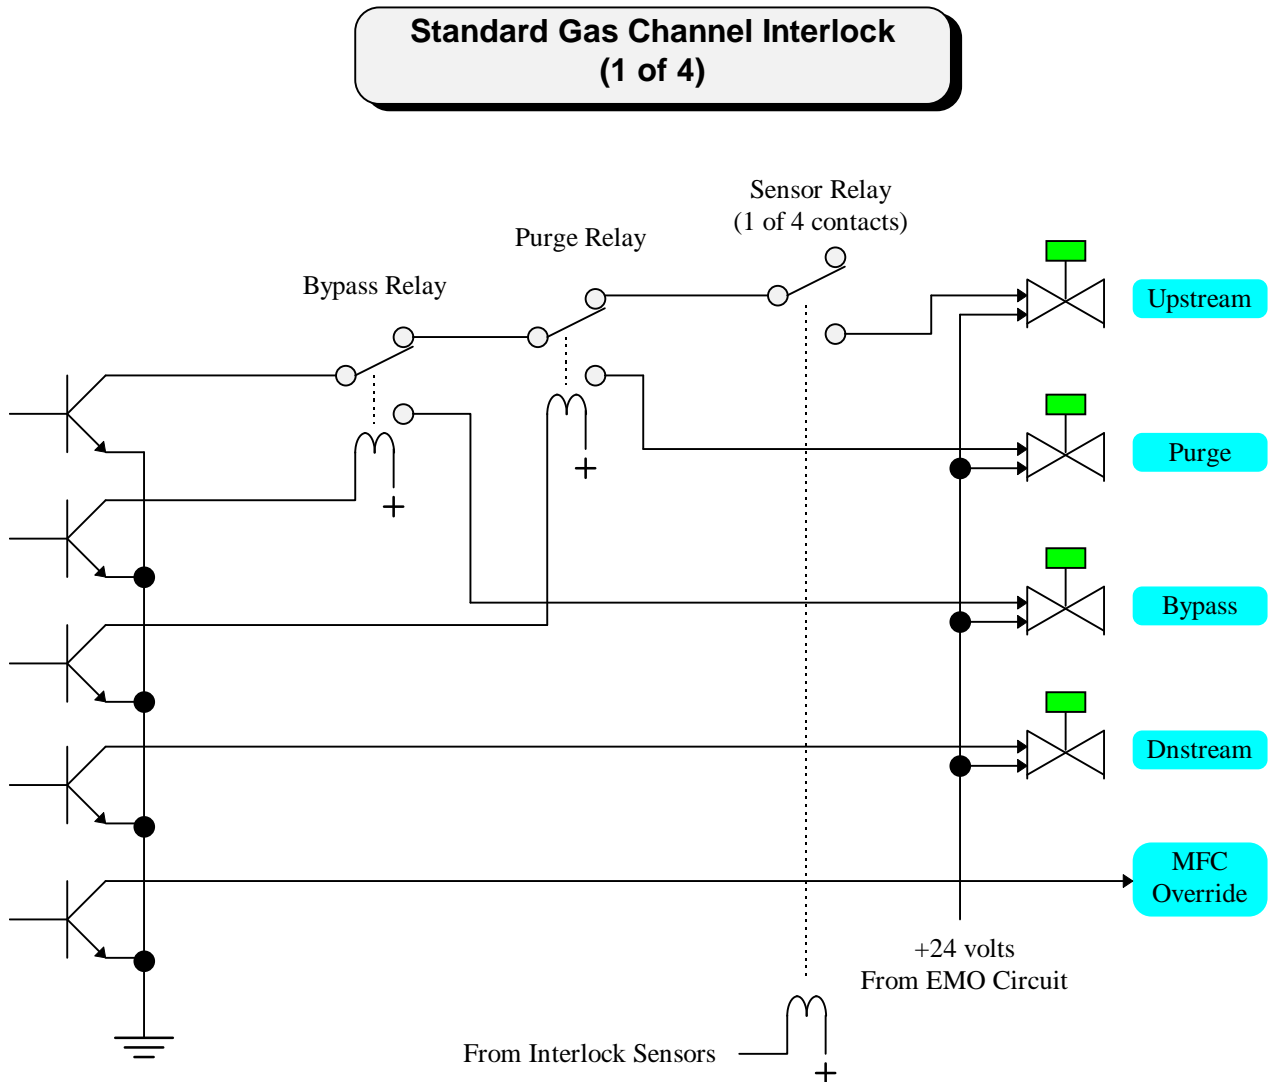 Standard Gas Channel Interlock
(1 of 4)
Sensor Relay
(1 of 4 contacts)
Purge Relay
Bypass Relay
Upstream
Purge
Bypass
Dnstream
MFC
Override
+24 volts
From EMO Circuit
From Interlock Sensors
+
+
+